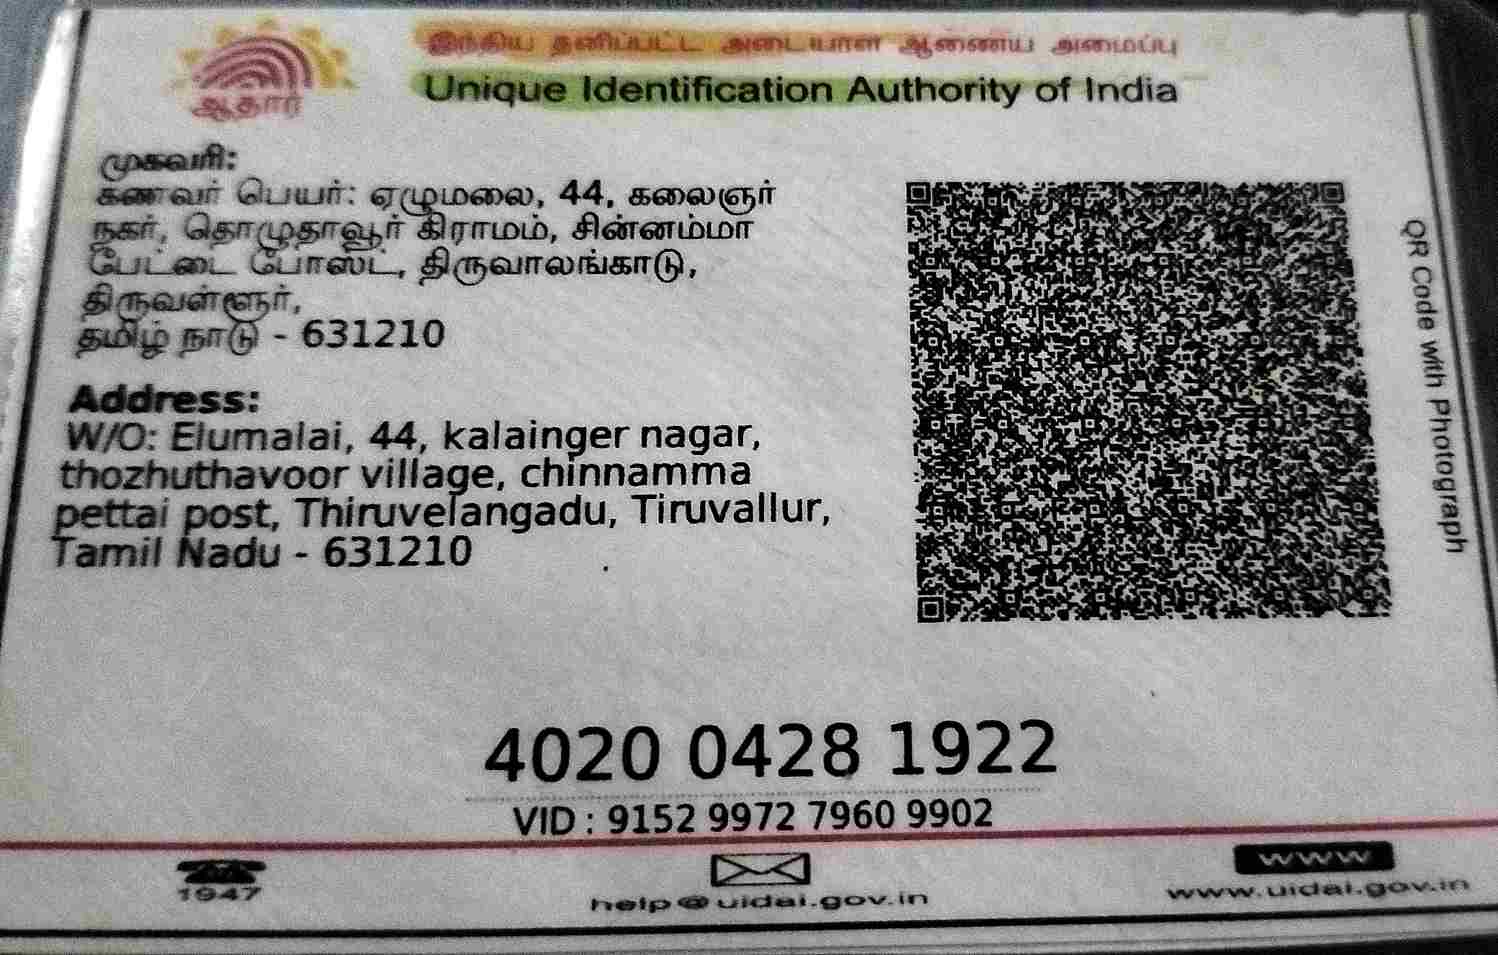 ஆதார்
இந்திய தனிப்பட்ட அடையாள ஆணைய அமைப்பு
Unique Identification Authority of India
முகவரி:
கணவர் பெயர்: ஏழுமலை, 44, கலைஞர்
நகர், தொழுதாவூர் கிராமம், சின்னம்மா
பேட்டை போஸ்ட், திருவாலங்காடு,
திருவள்ளூர்,
தமிழ் நாடு - 631210
Address:
W/O: Elumalai, 44, kalainger nagar,
thozhuthavoor village, chinnamma
pettai post, Thiruvelangadu, Tiruvallur,
Tamil Nadu - 631210
QR Code with Photograph
4020 0428 1922
VID : 9152 9972 7960 9902
1947
help@uidai.gov.in
www
www.uidai.gov.in